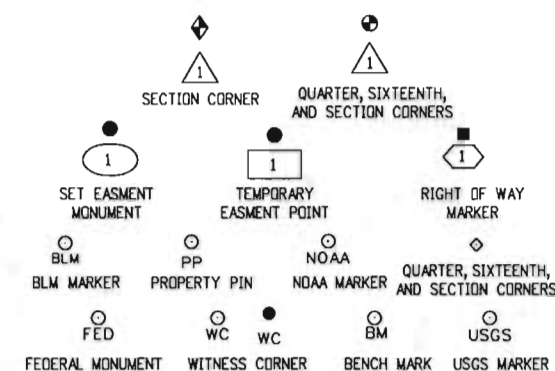 1
1
SECTION CORNER
QUARTER, SIXTEENTH,
AND SECTION CORNERS
1
1
1
SET EASMENT
MONUMENT
TEMPORARY
EASMENT POINT
RIGHT OF WAY
MARKER
BLM
PP
NOAA
BLM MARKER
PROPERTY PIN
NOAA MARKER
QUARTER, SIXTEENTH,
AND SECTION CORNERS
FED
WC
WC
BM
USGS
FEDERAL MONUMENT
WITNESS CORNER
BENCH MARK
USGS MARKER